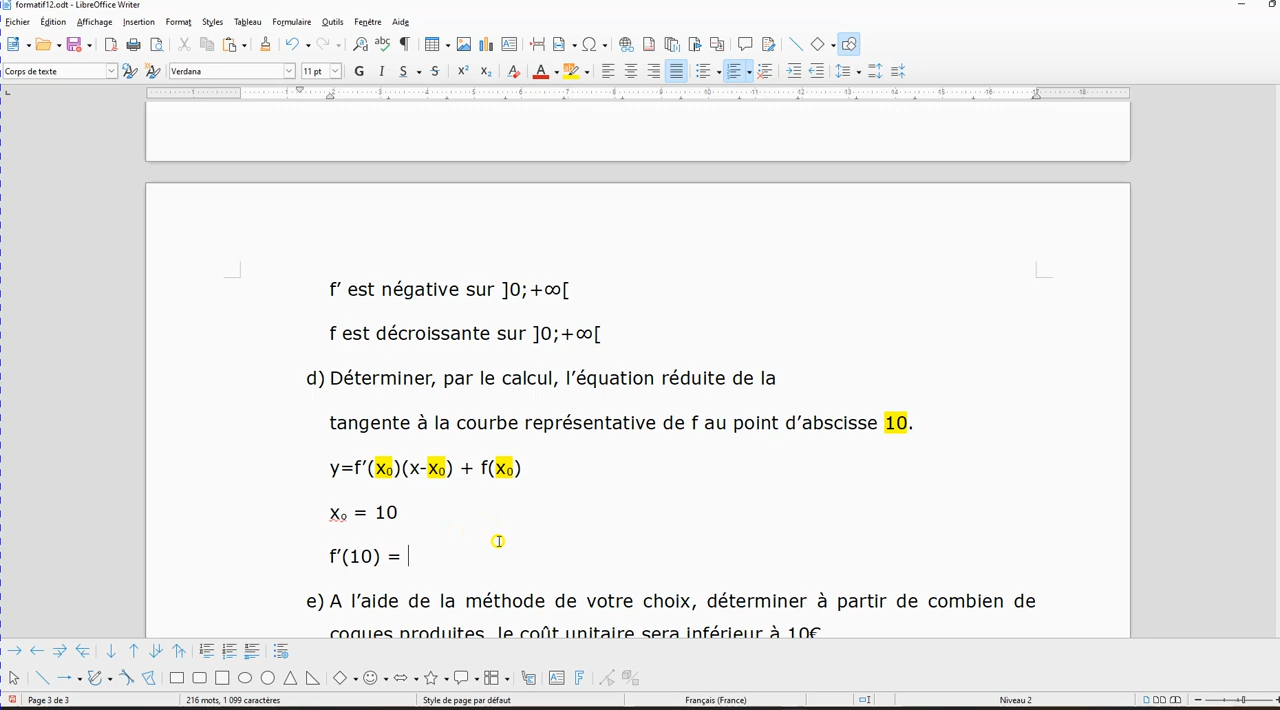 formatif12.odt - LibreOffice Writer
Fichier Édition Affichage Insertion Format Styles Tableau Formulaire Outils Fenêtre Aide
Corps de texte Verdana 11 pt G I S S X² X₂
f’ est négative sur ]0;+∞[
f est décroissante sur ]0;+∞[
d) Déterminer, par le calcul, l’équation réduite de la
tangente à la courbe représentative de f au point d’abscisse 10.
y=f’(x₀)(x-x₀) + f(x₀)
x₀ = 10
f’(10) =
e) A l’aide de la méthode de votre choix, déterminer à partir de combien de
coques produites, le coût unitaire sera inférieur à 10€
Page 3 de 3 216 mots, 1 099 caractères Style de page par défaut Français (France) Niveau 2